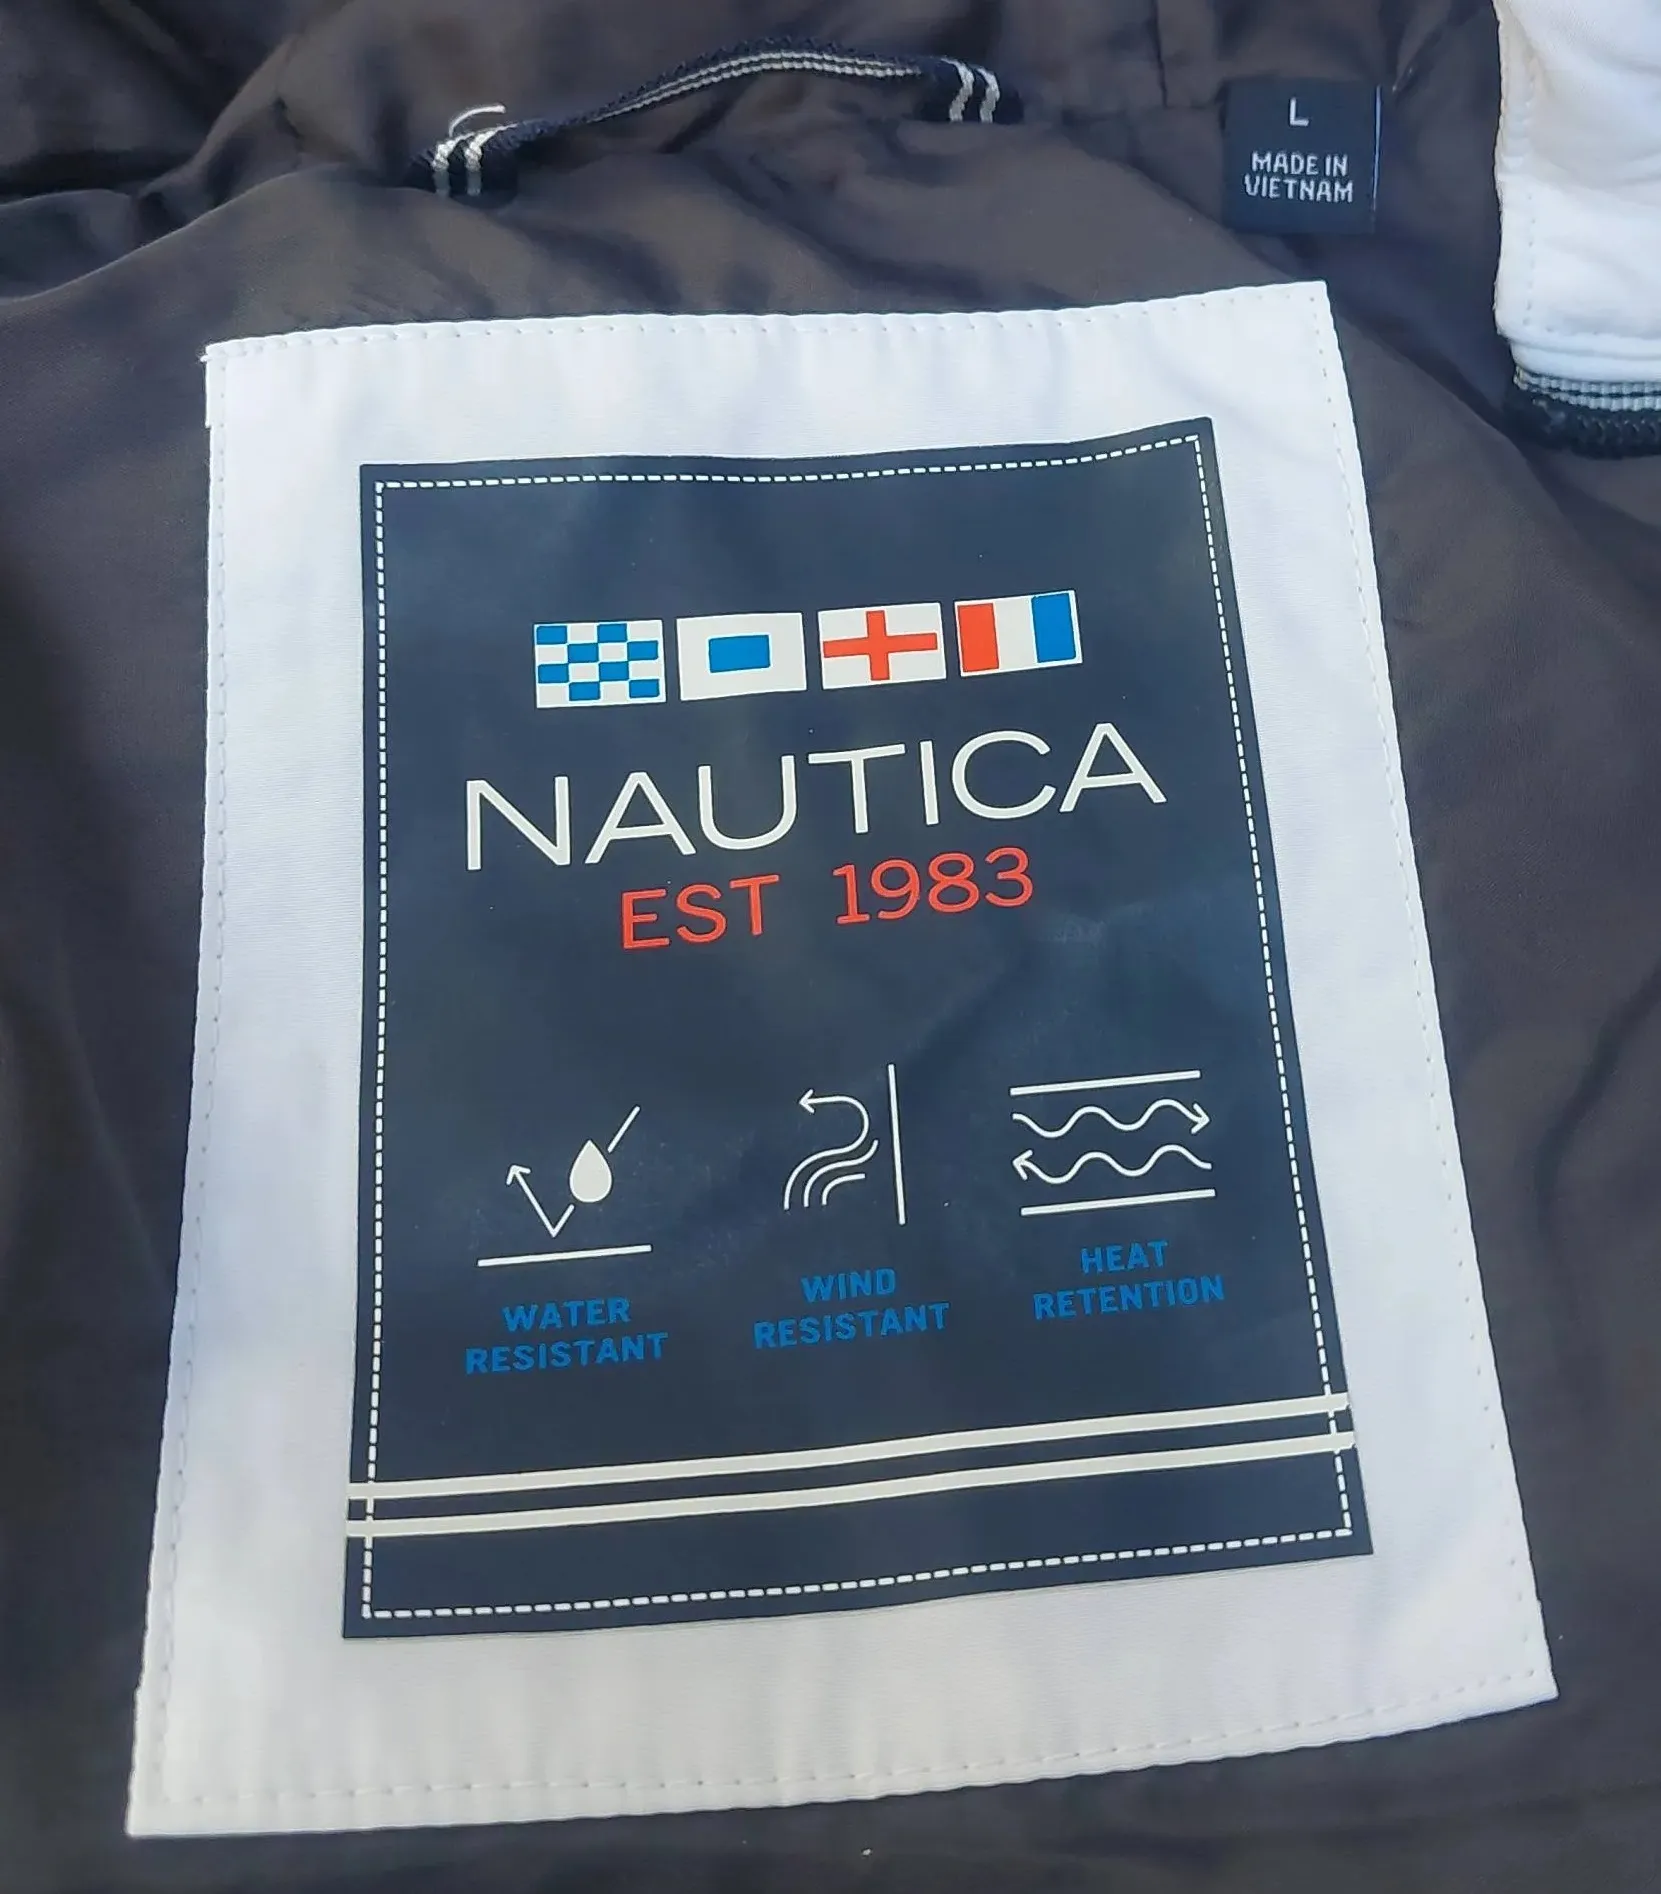 L
MADE IN
VIETNAM
NAUTICA
EST 1983
WATER
RESISTANT
WIND
RESISTANT
HEAT
RETENTION